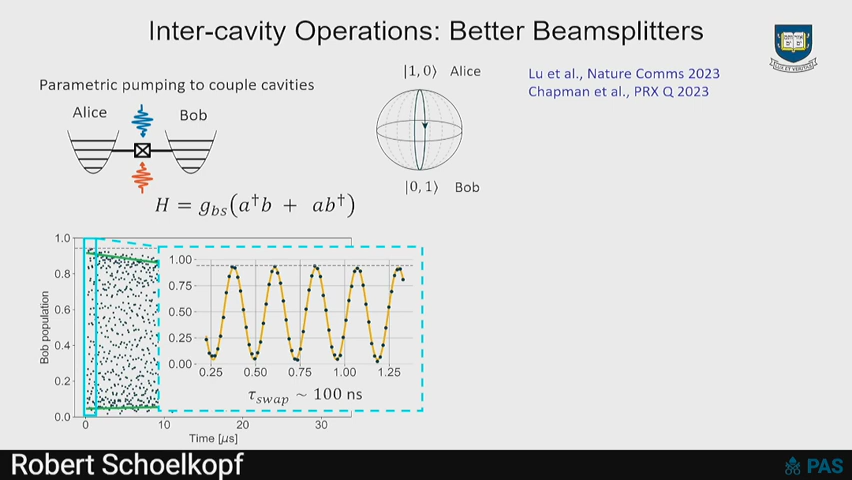 Inter-cavity Operations: Better Beamsplitters
Parametric pumping to couple cavities
Alice
Bob
H = g_bs(a†b + ab†)
|1,0⟩ Alice
|0,1⟩ Bob
Lu et al., Nature Comms 2023
Chapman et al., PRX Q 2023
LUX ET VERITAS
Bob population
1.0
0.8
0.6
0.4
0.2
0.0
0
10
20
30
Time [μs]
1.00
0.75
0.50
0.25
0.00
0.25
0.50
0.75
1.00
1.25
τ_swap ~ 100 ns
Robert Schoelkopf
PAS